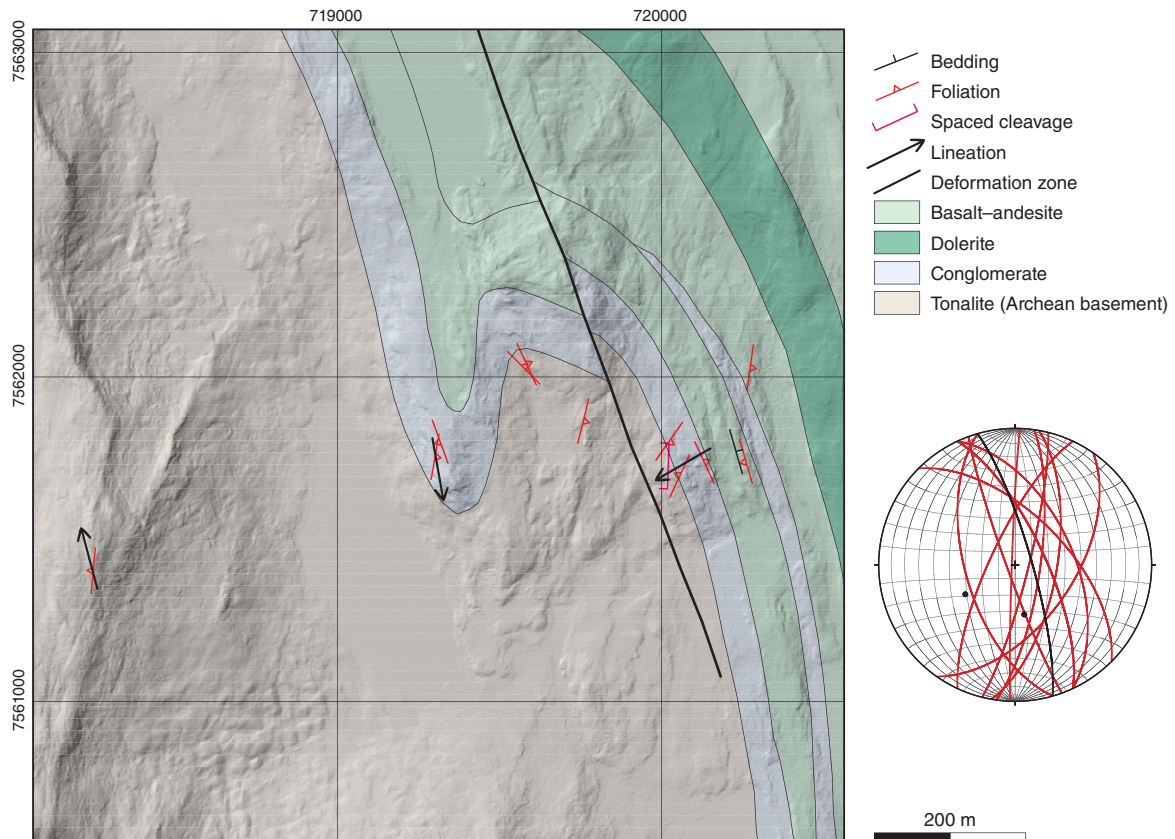 719000
720000
7563000
7562000
7561000
Bedding
Foliation
Spaced cleavage
Lineation
Deformation zone
Basalt–andesite
Dolerite
Conglomerate
Tonalite (Archean basement)
200 m